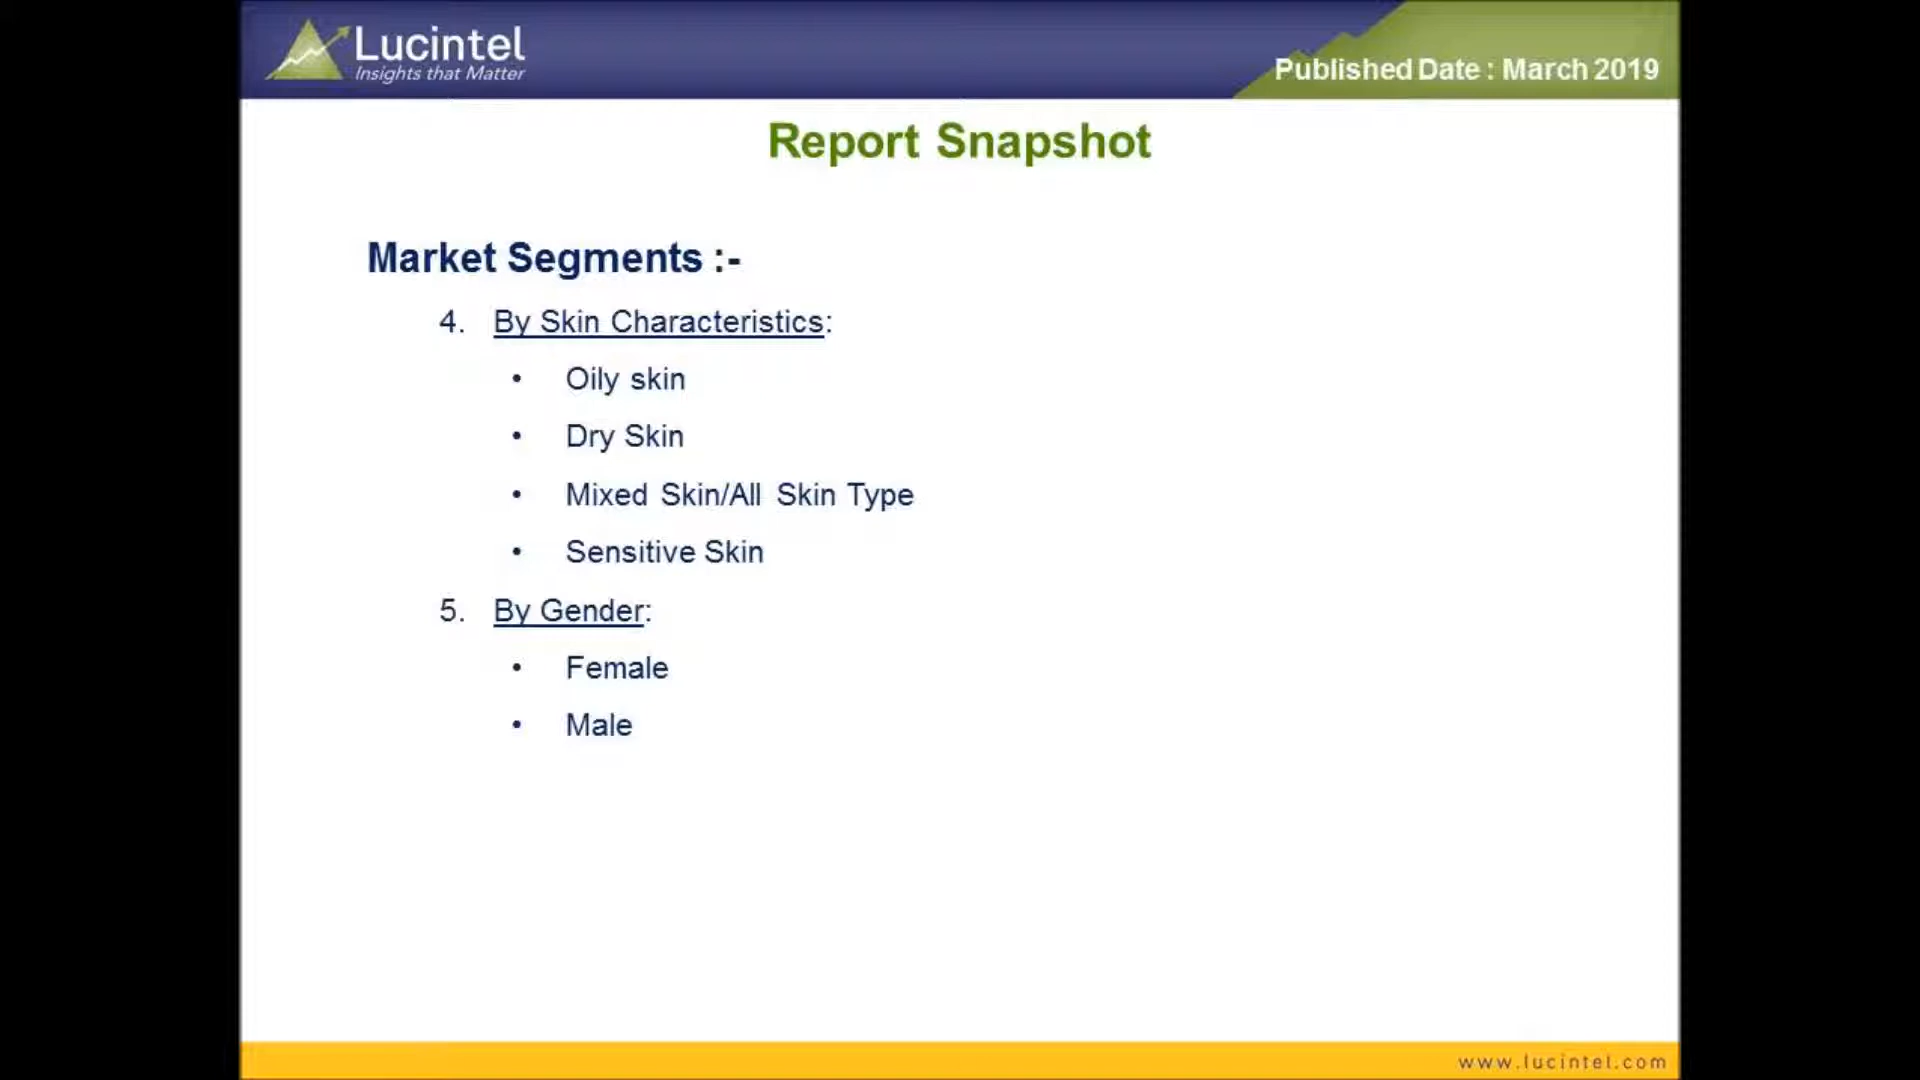 Lucintel
Insights that Matter
Published Date : March 2019
Report Snapshot
Market Segments :-
4. By Skin Characteristics:
• Oily skin
• Dry Skin
• Mixed Skin/All Skin Type
• Sensitive Skin
5. By Gender:
• Female
• Male
www.lucintel.com